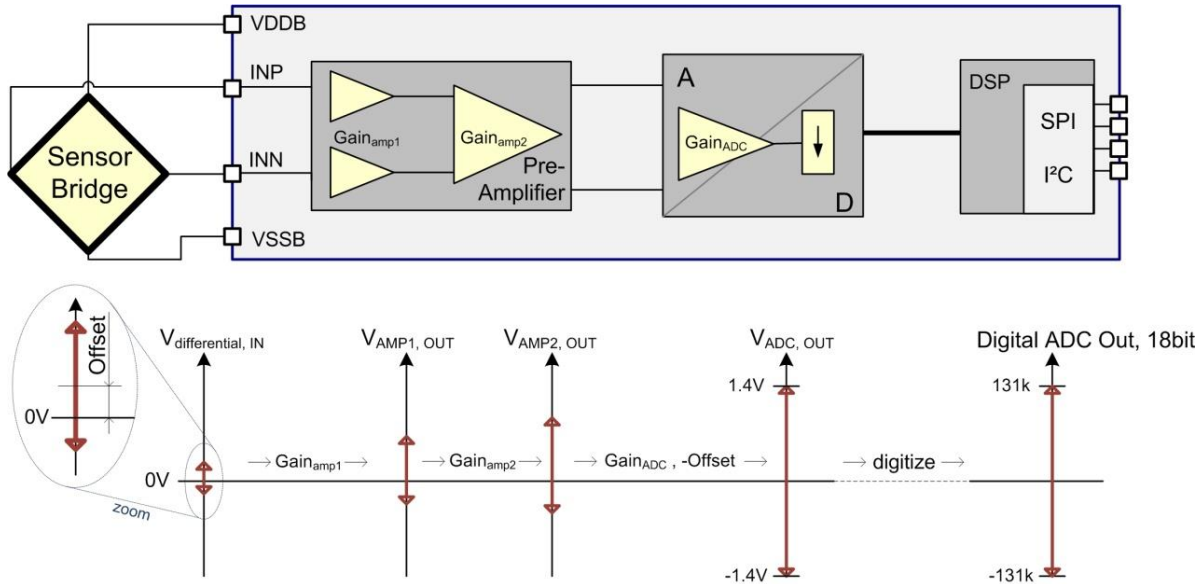 VDDB
INP
INN
VSSB
Sensor
Bridge
Gainamp1
Gainamp2
Pre-
Amplifier
A
GainADC
D
DSP
SPI
I²C
Offset
0V
zoom
Vdifferential, IN
VAMP1, OUT
VAMP2, OUT
VADC, OUT
Digital ADC Out, 18bit
1.4V
131k
0V
→ Gainamp1 →
→ Gainamp2 →
→ GainADC , -Offset →
→ digitize →
-1.4V
-131k